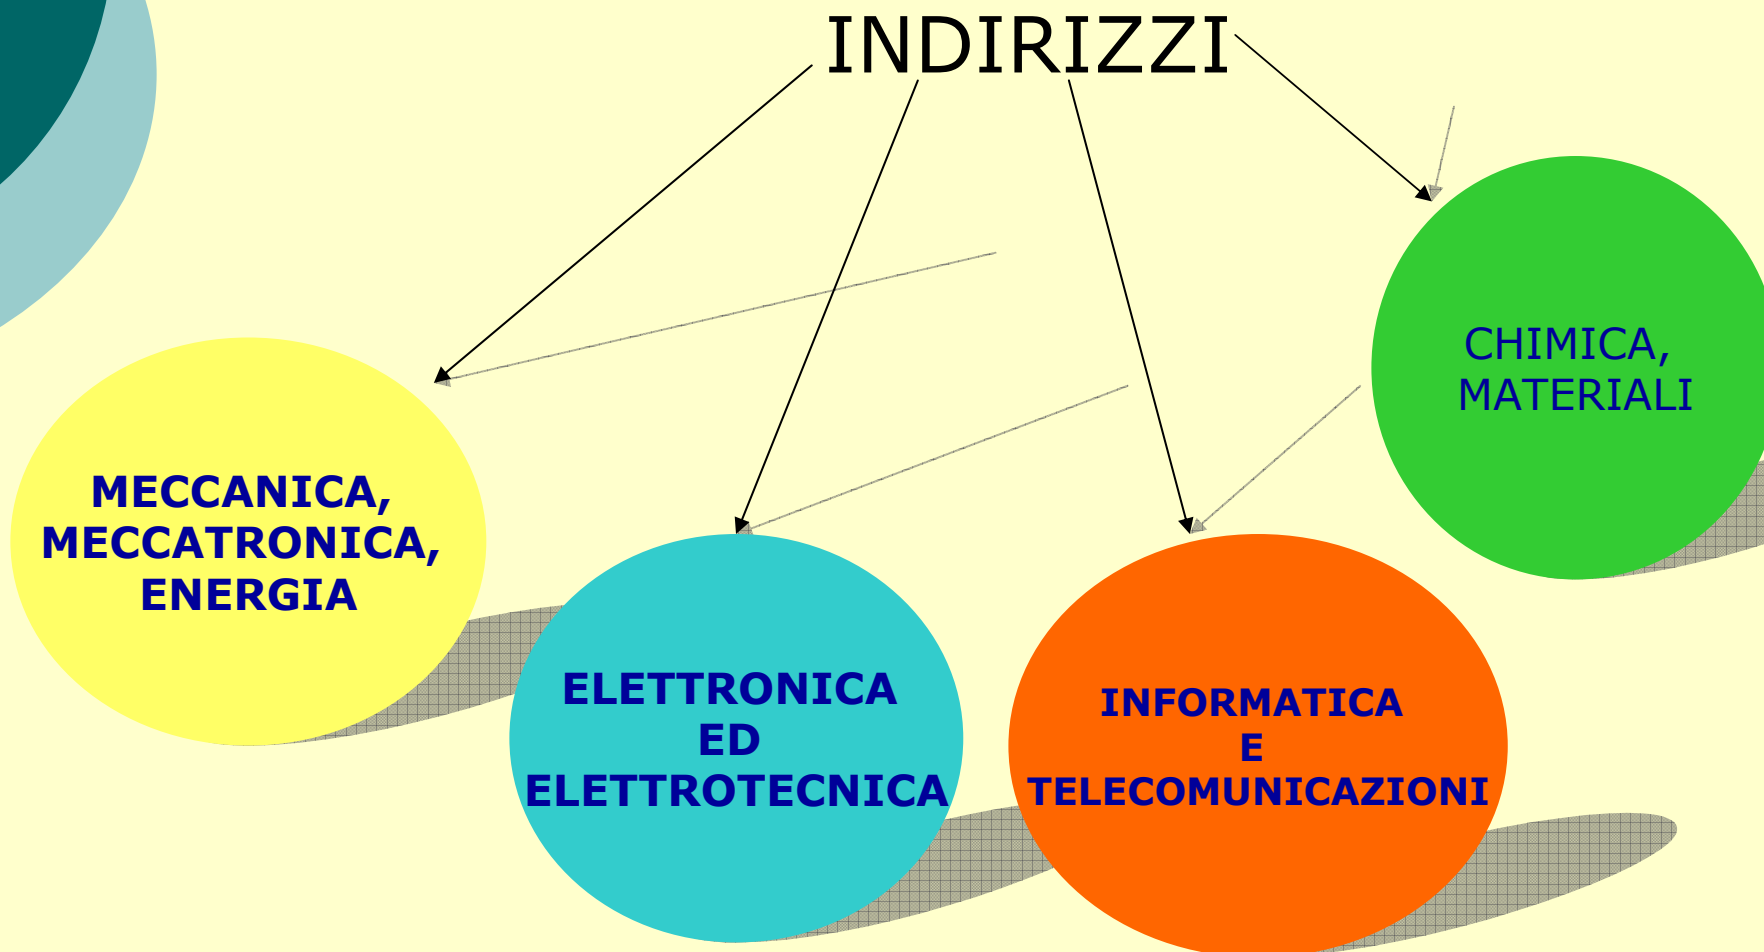 INDIRIZZI
MECCANICA,
MECCATRONICA,
ENERGIA
ELETTRONICA
ED
ELETTROTECNICA
INFORMATICA
E
TELECOMUNICAZIONI
CHIMICA,
MATERIALI